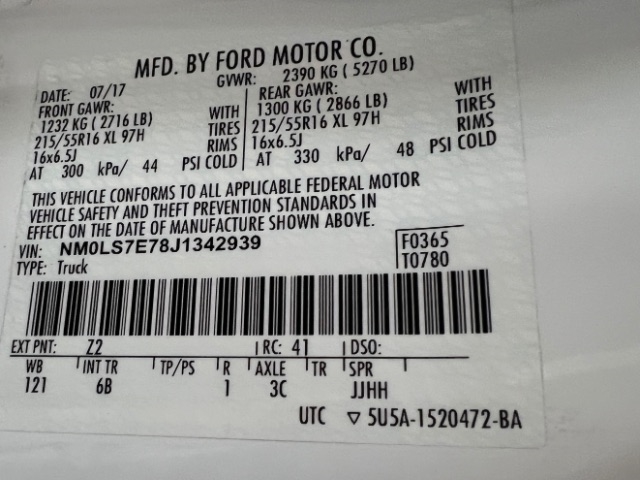 MFD. BY FORD MOTOR CO.
DATE: 07/17 GVWR: 2390 KG ( 5270 LB)
FRONT GAWR: REAR GAWR:
1232 KG ( 2716 LB) WITH 1300 KG ( 2866 LB) WITH
215/55R16 XL 97H TIRES 215/55R16 XL 97H TIRES
16x6.5J RIMS 16x6.5J RIMS
AT 300 kPa/ 44 PSI COLD AT 330 kPa/ 48 PSI COLD
THIS VEHICLE CONFORMS TO ALL APPLICABLE FEDERAL MOTOR
VEHICLE SAFETY AND THEFT PREVENTION STANDARDS IN
EFFECT ON THE DATE OF MANUFACTURE SHOWN ABOVE.
VIN: NM0LS7E78J1342939 F0365
TYPE: Truck T0780
EXT PNT: Z2 RC: 41 DSO:
WB INT TR TP/PS R AXLE TR SPR
121 6B 1 3C JJHH
UTC ▽ 5U5A-1520472-BA